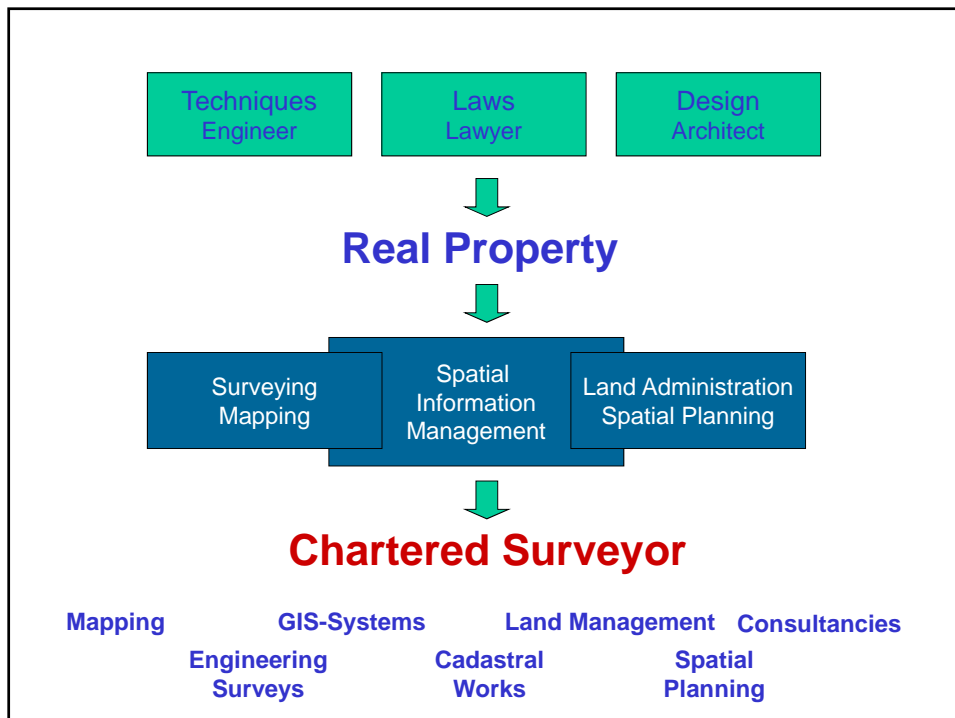 Techniques
Engineer
Laws
Lawyer
Design
Architect
Real Property
Surveying
Mapping
Spatial
Information
Management
Land Administration
Spatial Planning
Chartered Surveyor
Mapping
GIS-Systems
Land Management
Consultancies
Engineering
Surveys
Cadastral
Works
Spatial
Planning